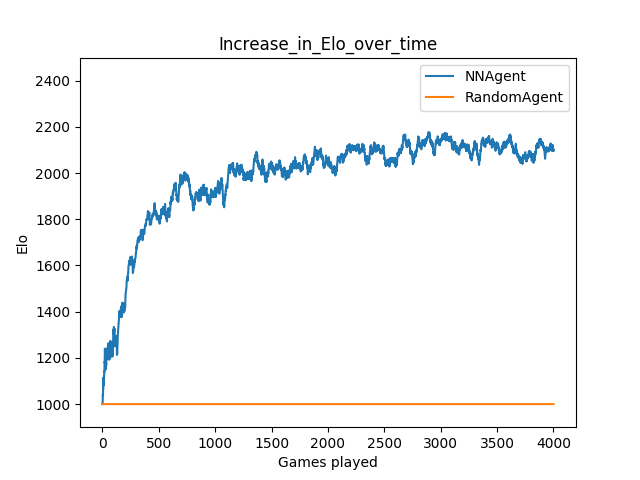 Increase_in_Elo_over_time
NNAgent
RandomAgent
2400
2200
2000
1800
1600
1400
1200
1000
Elo
0 500 1000 1500 2000 2500 3000 3500 4000
Games played